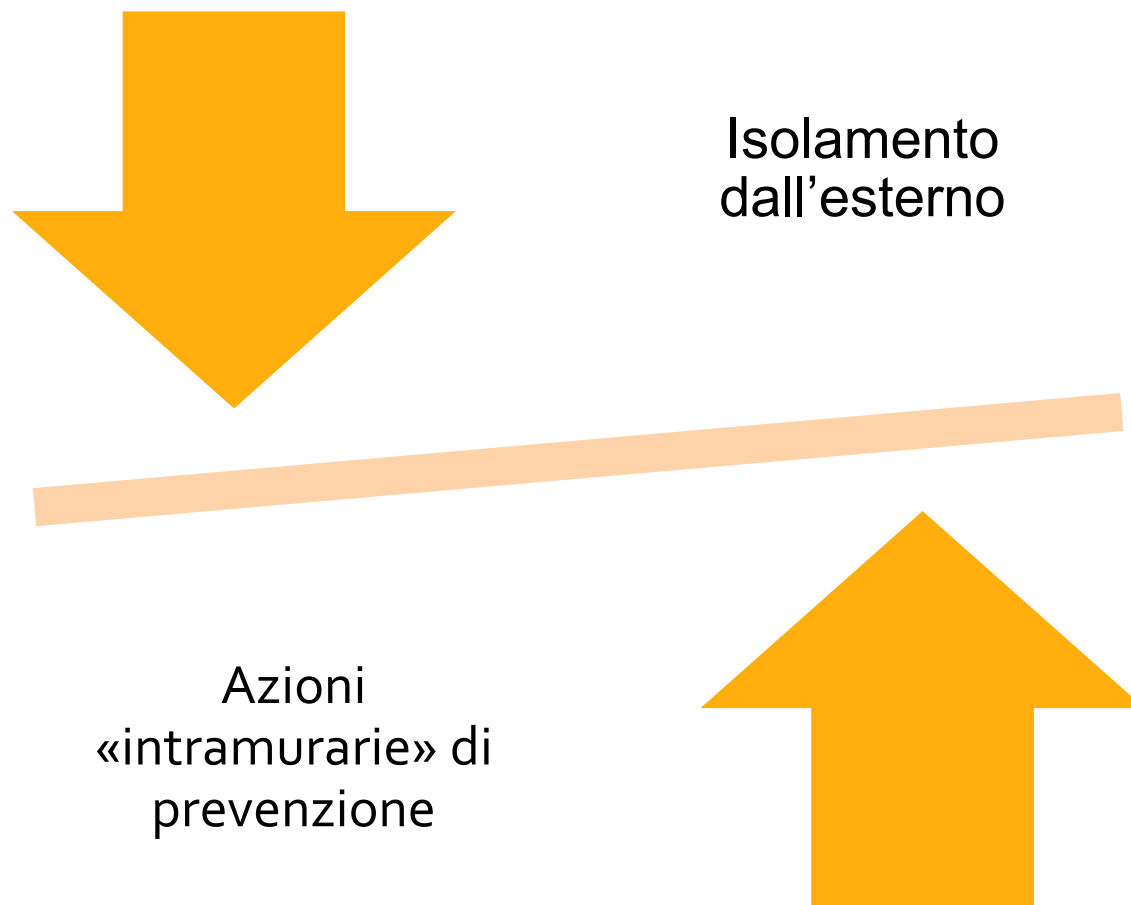 Isolamento
dall’esterno
Azioni
«intramurarie» di
prevenzione